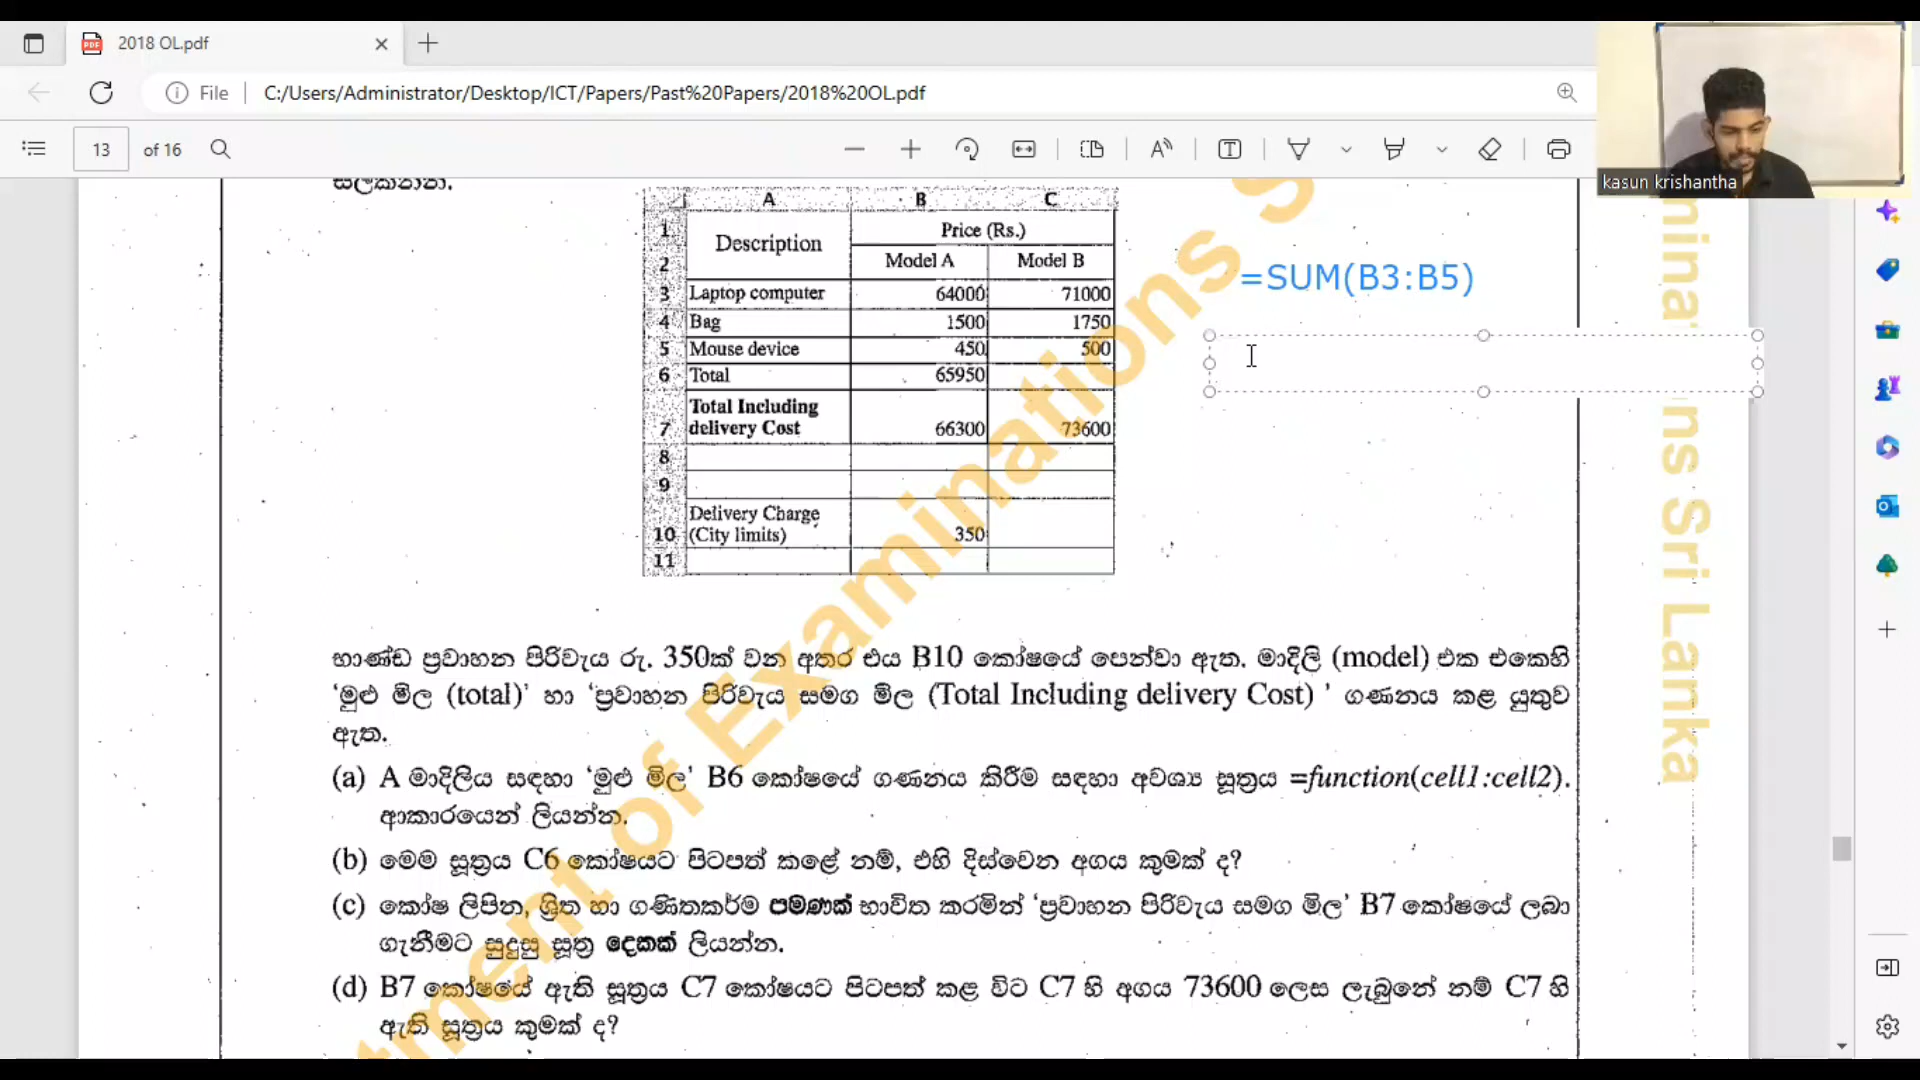 2018 OL.pdf
File
C:/Users/Administrator/Desktop/ICT/Papers/Past%20Papers/2018%20OL.pdf
13 of 16
kasun krishantha
සලකන්න.
A B C
1 Description Price (Rs.)
2 Model A Model B
3 Laptop computer 64000 71000
4 Bag 1500 1750
5 Mouse device 450 500
6 Total 65950
7 Total Including delivery Cost 66300 73600
8
9
10 Delivery Charge (City limits) 350
11
=SUM(B3:B5)
භාණ්ඩ ප්‍රවාහන පිරිවැය රු. 350ක් වන අතර එය B10 කෝෂයේ පෙන්වා ඇත. මාදිලි (model) එක එකෙහි
'මුළු මිල (total)' හා 'ප්‍රවාහන පිරිවැය සමග මිල (Total Including delivery Cost) ' ගණනය කළ යුතුව
ඇත.
(a) A මාදිලිය සඳහා 'මුළු මිල' B6 කෝෂයේ ගණනය කිරීම සඳහා අවශ්‍ය සූත්‍රය =function(cell1:cell2).
ආකාරයෙන් ලියන්න.
(b) මෙම සූත්‍රය C6 කෝෂයට පිටපත් කළේ නම්, එහි දිස්වෙන අගය කුමක් ද?
(c) කෝෂ ලිපින, ශ්‍රිත හා ගණිතකර්ම පමණක් භාවිත කරමින් 'ප්‍රවාහන පිරිවැය සමග මිල' B7 කෝෂයේ ලබා
ගැනීමට සුදුසු සූත්‍ර දෙකක් ලියන්න.
(d) B7 කෝෂයේ ඇති සූත්‍රය C7 කෝෂයට පිටපත් කළ විට C7 හි අගය 73600 ලෙස ලැබුනේ නම් C7 හි
ඇති සූත්‍රය කුමක් ද?
tment of Examinations S
ninations Sri Lanka